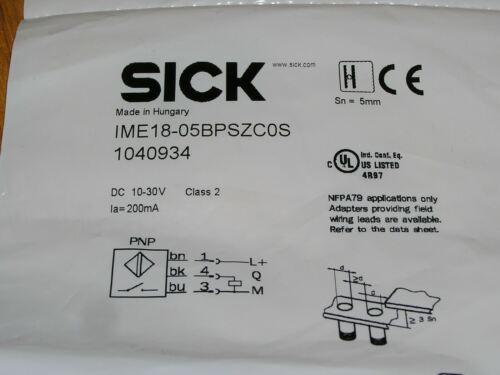 SICK
www.sick.com
Made in Hungary
IME18-05BPSZC0S
1040934
Sn = 5mm
DC 10-30V Class 2
Ia=200mA
C UL US LISTED
Ind. Cont. Eq.
4R97
NFPA79 applications only
Adapters providing field
wiring leads are available.
Refer to the data sheet.
PNP
bn 1 L+
bk 4 Q
bu 3 M
d
≥d
d
≥ 3 Sn